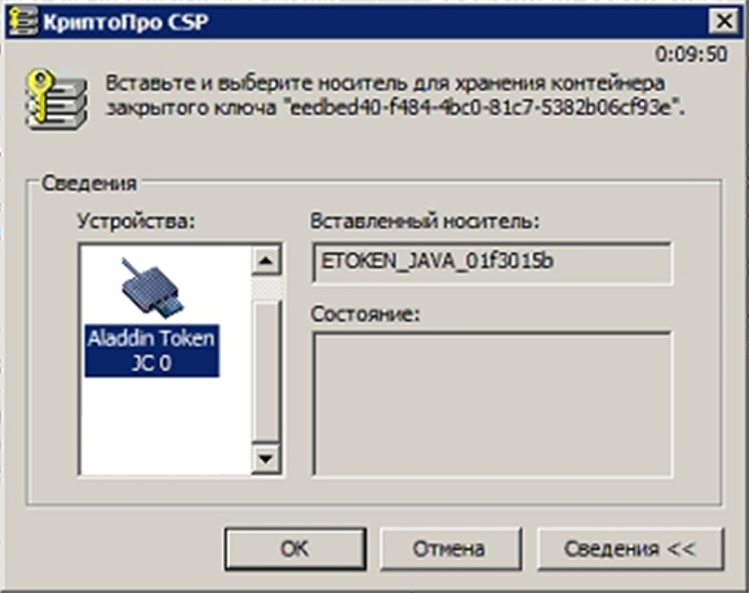 КриптоПро CSP
0:09:50
Вставьте и выберите носитель для хранения контейнера
закрытого ключа "eedbed40-f484-4bc0-81c7-5382b06cf93e".
Сведения
Устройства:
Вставленный носитель:
ETOKEN_JAVA_01f3015b
Aladdin Token
JC 0
Состояние:
OK
Отмена
Сведения <<